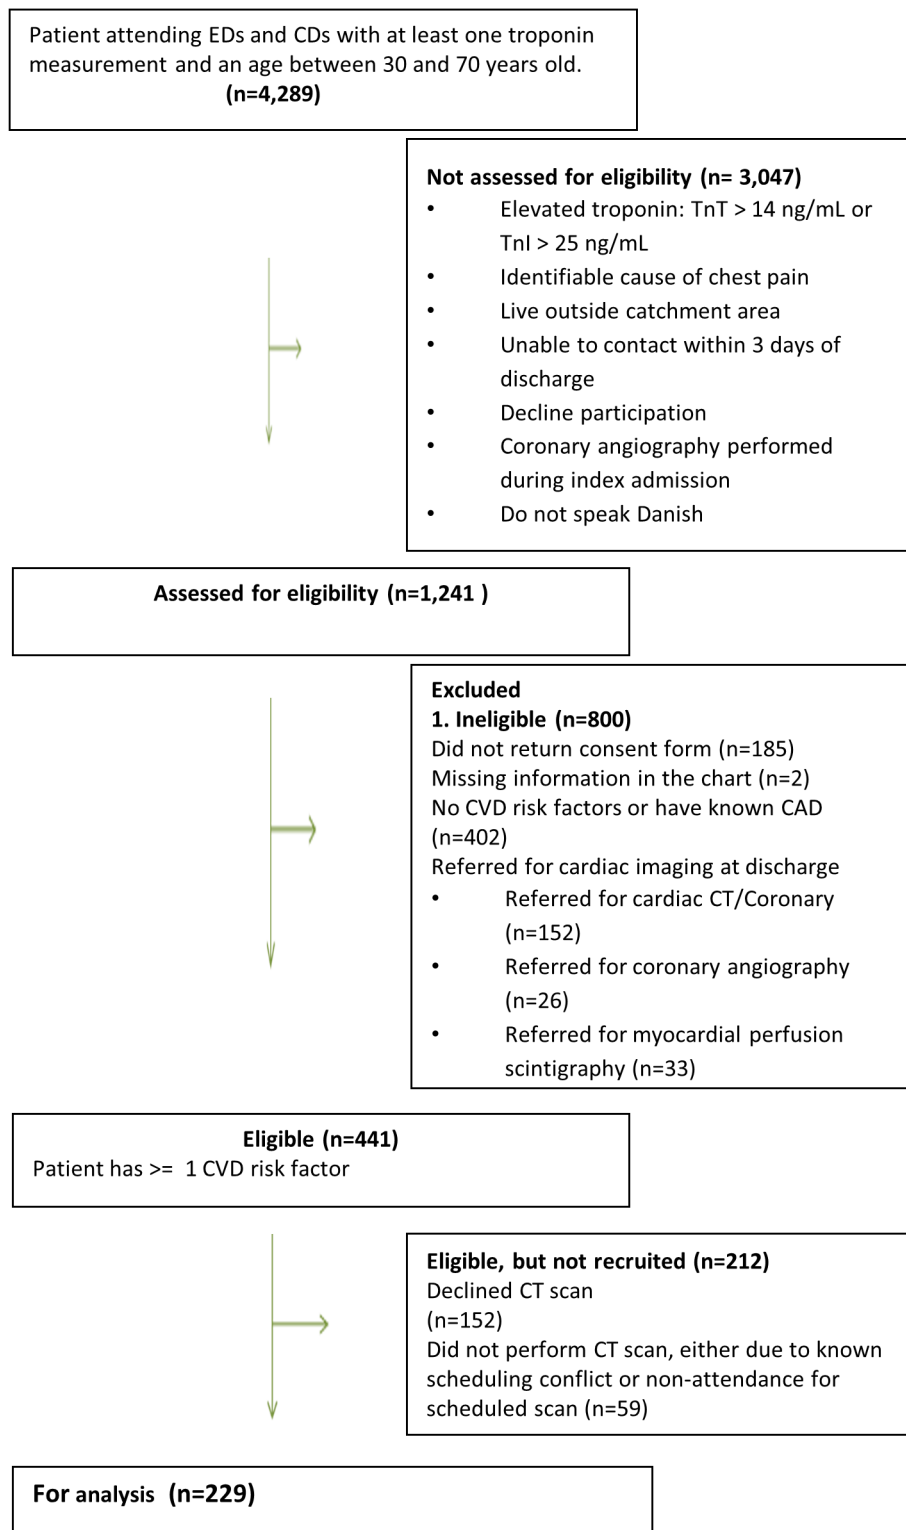 Patient attending EDs and CDs with at least one troponin
measurement and an age between 30 and 70 years old.
(n=4,289)
Not assessed for eligibility (n= 3,047)
• Elevated troponin: TnT > 14 ng/mL or
TnI > 25 ng/mL
• Identifiable cause of chest pain
• Live outside catchment area
• Unable to contact within 3 days of
discharge
• Decline participation
• Coronary angiography performed
during index admission
• Do not speak Danish
Assessed for eligibility (n=1,241 )
Excluded
1. Ineligible (n=800)
Did not return consent form (n=185)
Missing information in the chart (n=2)
No CVD risk factors or have known CAD
(n=402)
Referred for cardiac imaging at discharge
• Referred for cardiac CT/Coronary
(n=152)
• Referred for coronary angiography
(n=26)
• Referred for myocardial perfusion
scintigraphy (n=33)
Eligible (n=441)
Patient has >= 1 CVD risk factor
Eligible, but not recruited (n=212)
Declined CT scan
(n=152)
Did not perform CT scan, either due to known
scheduling conflict or non-attendance for
scheduled scan (n=59)
For analysis (n=229)